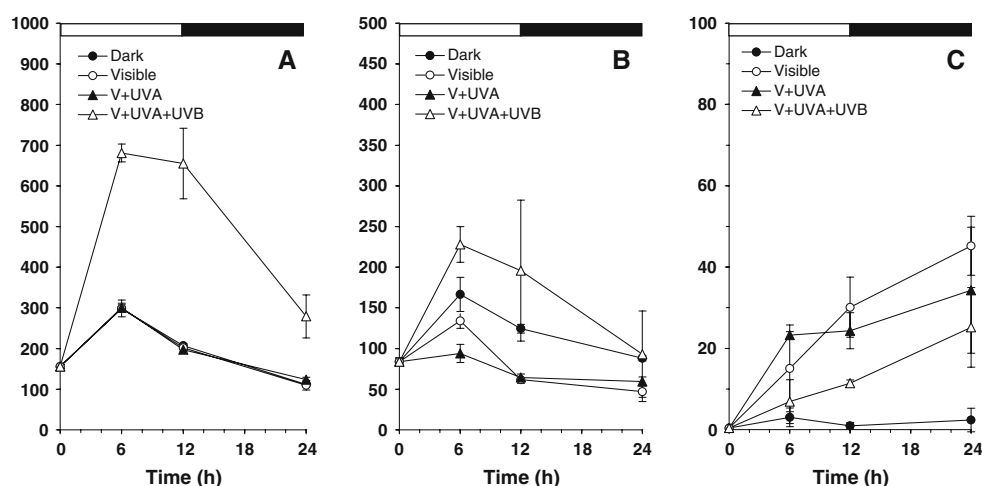 A
Dark
Visible
V+UVA
V+UVA+UVB
1000
900
800
700
600
500
400
300
200
100
0
0 6 12 18 24
Time (h)
B
Dark
Visible
V+UVA
V+UVA+UVB
500
450
400
350
300
250
200
150
100
50
0
0 6 12 18 24
Time (h)
C
Dark
Visible
V+UVA
V+UVA+UVB
100
80
60
40
20
0
0 6 12 18 24
Time (h)